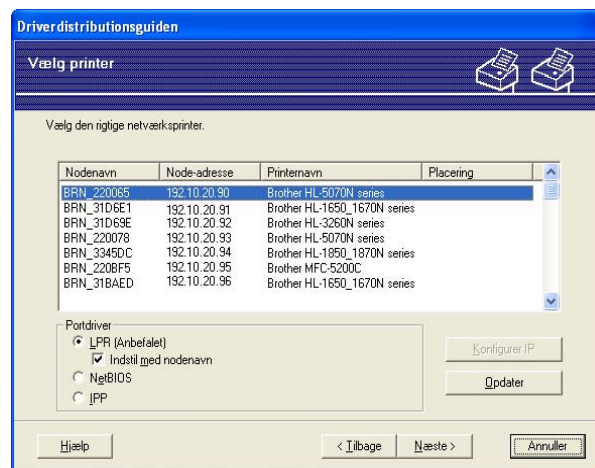 Driverdistributionsguiden
Vælg printer
Vælg den rigtige netværksprinter.
Nodenavn Node-adresse Printernavn Placering
BRN_220065 192.10.20.90 Brother HL-5070N series
BRN_31D6E1 192.10.20.91 Brother HL-1650_1670N series
BRN_31D69E 192.10.20.92 Brother HL-3260N series
BRN_220078 192.10.20.93 Brother HL-5070N series
BRN_3345DC 192.10.20.94 Brother HL-1850_1870N series
BRN_220BF5 192.10.20.95 Brother MFC-5200C
BRN_31BAED 192.10.20.96 Brother HL-1650_1670N series
Portdriver
LPR (Anbefalet)
Indstil med nodenavn
NetBIOS
IPP
Konfigurer IP
Opdater
Hjælp < Tilbage Næste > Annuller